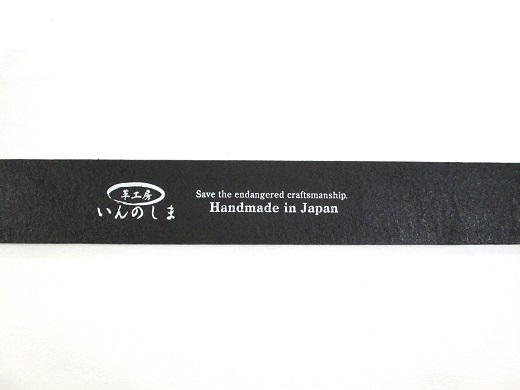 革工房
いんのしま
Save the endangered craftsmanship.
Handmade in Japan